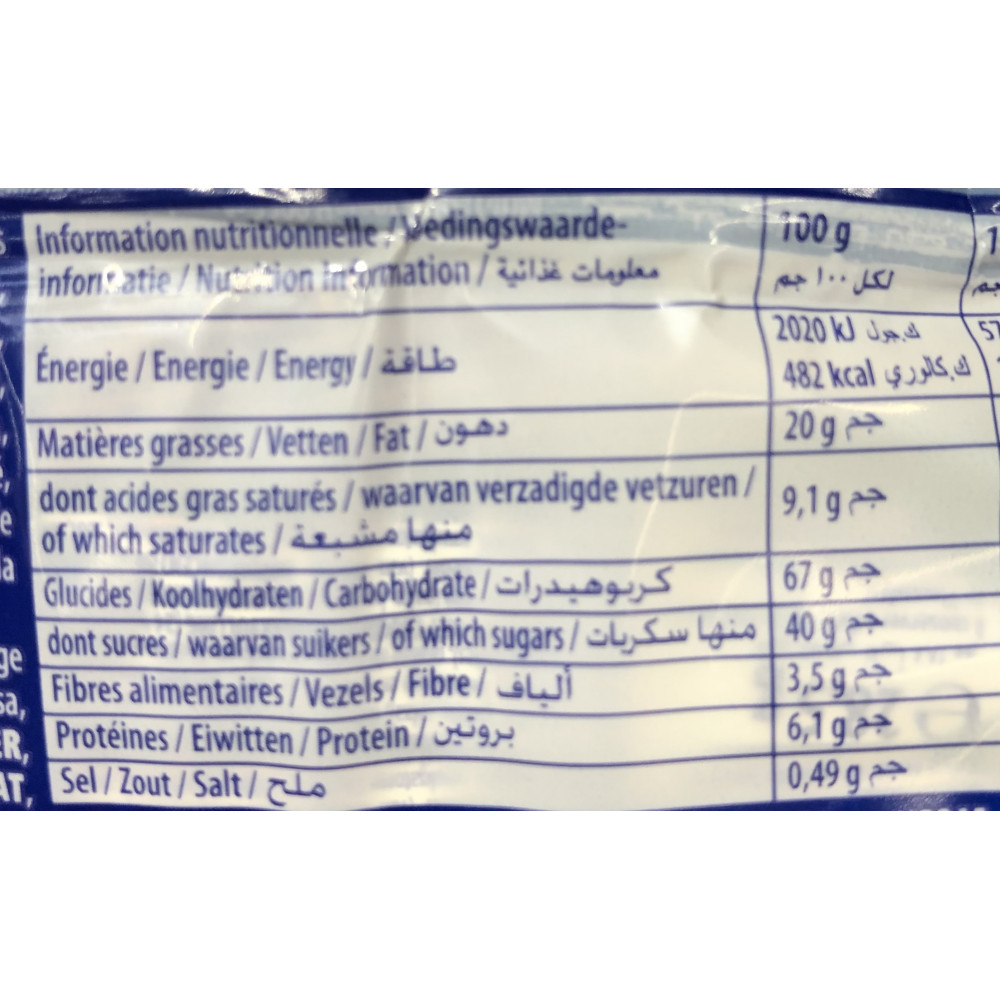 Information nutritionnelle / Voedingswaarde- 100 g
informatie / Nutrition information / معلومات غذائية لكل ١٠٠ جم
2020 kJ ك.جول
Énergie / Energie / Energy / طاقة
482 kcal ك.كالوري
Matières grasses / Vetten / Fat / دهون 20 g جم
dont acides gras saturés / waarvan verzadigde vetzuren / 9,1 g جم
of which saturates / منها مشبعة
Glucides / Koolhydraten / Carbohydrate / كربوهيدرات 67 g جم
dont sucres / waarvan suikers / of which sugars / منها سكريات 40 g جم
Fibres alimentaires / Vezels / Fibre / ألياف 3,5 g جم
Protéines / Eiwitten / Protein / بروتين 6,1 g جم
Sel / Zout / Salt / ملح 0,49 g جم